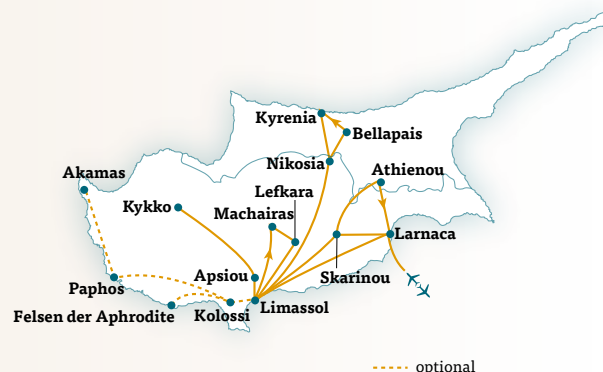 Kyrenia
Bellapais
Nikosia
Akamas
Athienou
Lefkara
Kykko
Machairas
Larnaca
Apsiou
Skarinou
Paphos
Limassol
Felsen der Aphrodite
Kolossi
optional